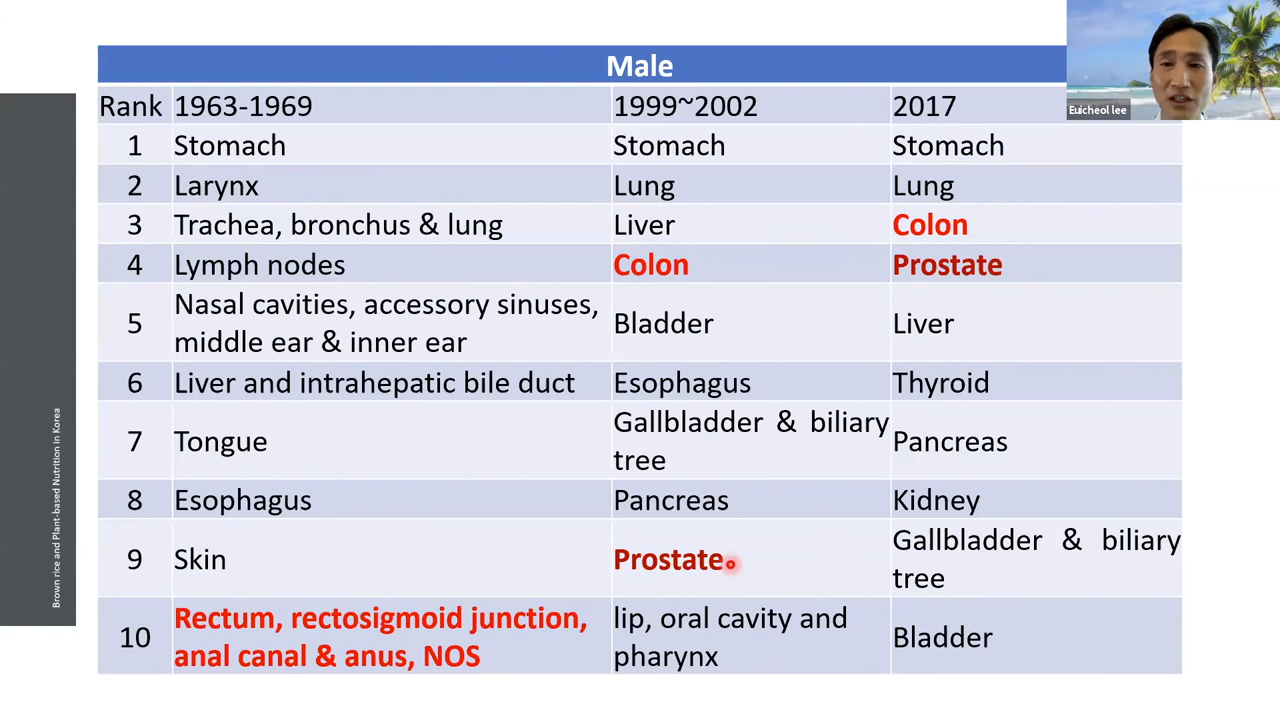 Male
Rank 1963-1969 1999~2002 2017
1 Stomach Stomach Stomach
2 Larynx Lung Lung
3 Trachea, bronchus & lung Liver Colon
4 Lymph nodes Colon Prostate
5 Nasal cavities, accessory sinuses, middle ear & inner ear Bladder Liver
6 Liver and intrahepatic bile duct Esophagus Thyroid
7 Tongue Gallbladder & biliary tree Pancreas
8 Esophagus Pancreas Kidney
9 Skin Prostate Gallbladder & biliary tree
10 Rectum, rectosigmoid junction, anal canal & anus, NOS lip, oral cavity and pharynx Bladder
Euicheol lee
Brown rice and Plant-based Nutrition in Korea